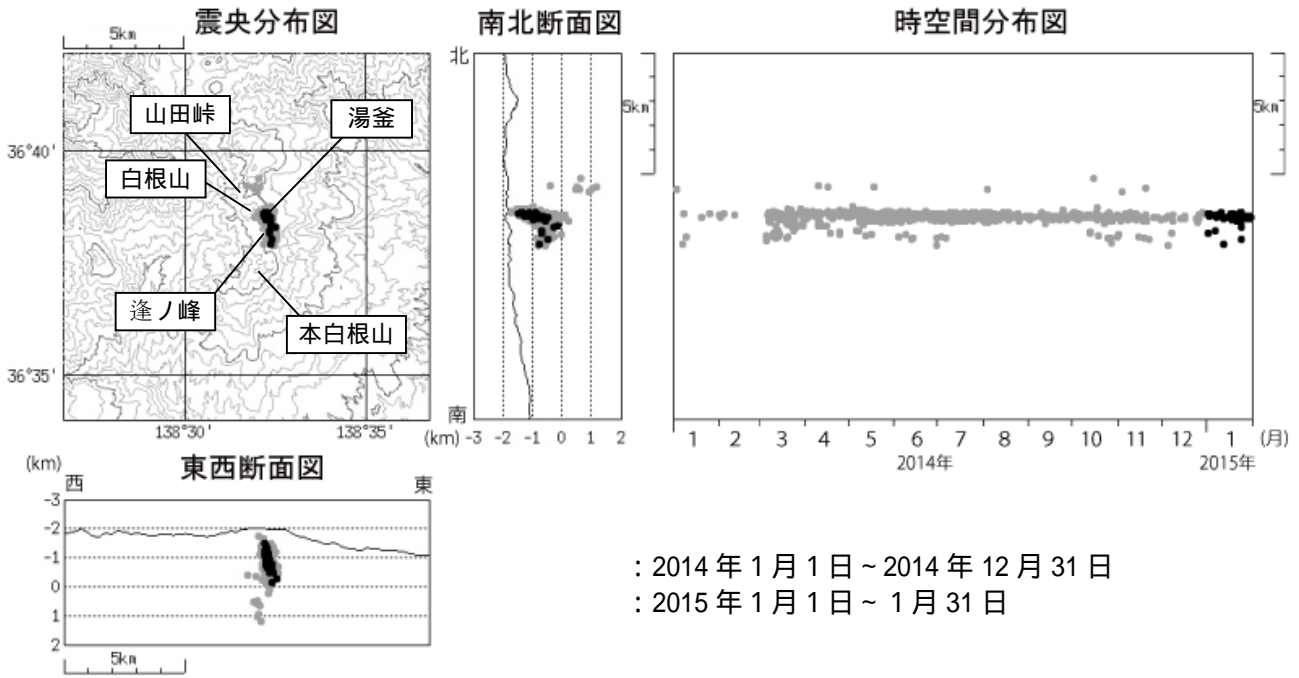 震央分布図
南北断面図
時空間分布図
5km
北
5km
5km
山田峠
湯釜
36°40'
白根山
逢ノ峰
本白根山
36°35'
138°30'
138°35'
南
(km)
-3 -2 -1 0 1 2
1 2 3 4 5 6 7 8 9 10 11 12 1 (月)
2014年
2015年
東西断面図
(km)
西
東
-3
-2
-1
0
1
2
5km
：2014 年 1 月 1 日 ~ 2014 年 12 月 31 日
：2015 年 1 月 1 日 ~ 1 月 31 日